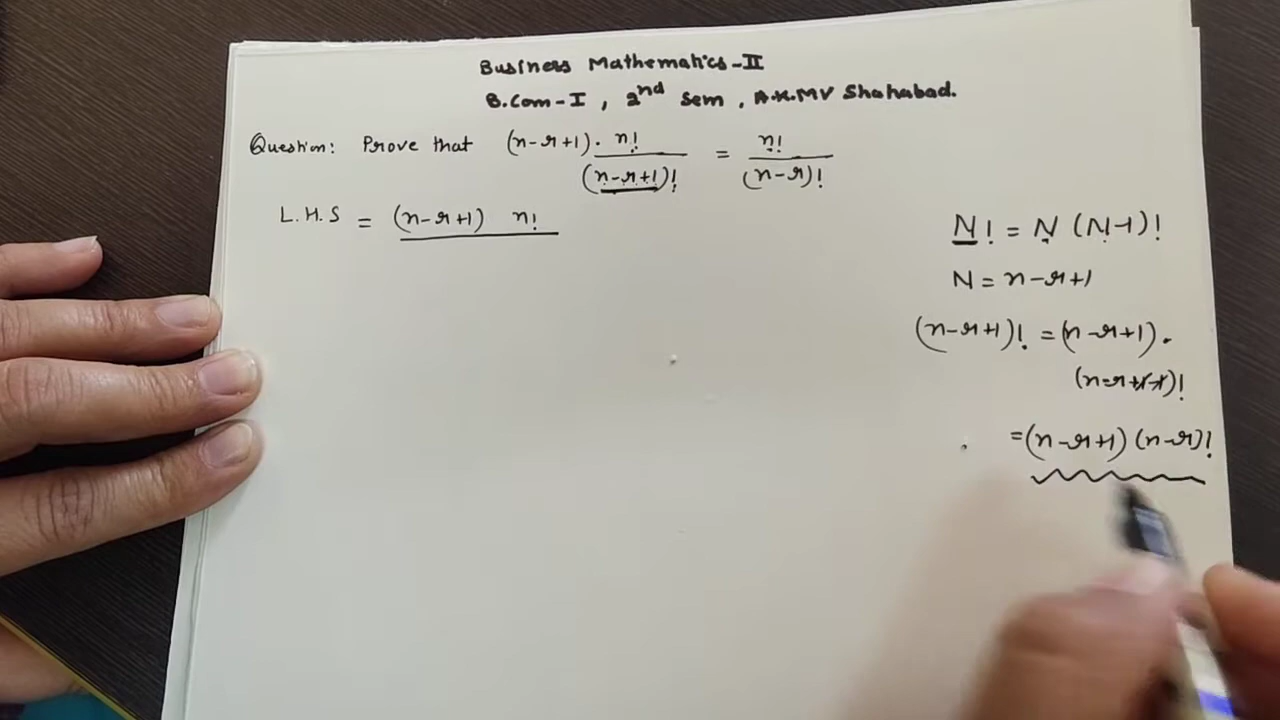 Business Mathematics-II
B.Com-I, 2nd Sem, A.K.MV Shahabad.
Question: Prove that (n-r+1). n!/(n-r+1)! = n!/(n-r)!
L.H.S = (n-r+1) n!
N! = N (N-1)!
N = n-r+1
(n-r+1)! = (n-r+1).
(n-r+1-1)!
=(n-r+1) (n-r)!